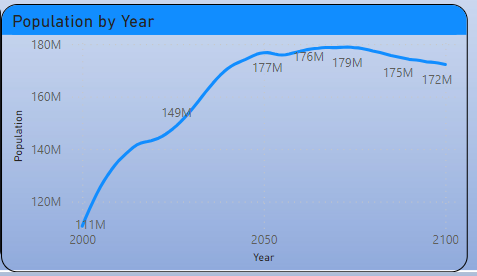 Population by Year
180M
160M
140M
120M
Population
111M
149M
177M
176M
179M
175M
172M
2000
2050
2100
Year